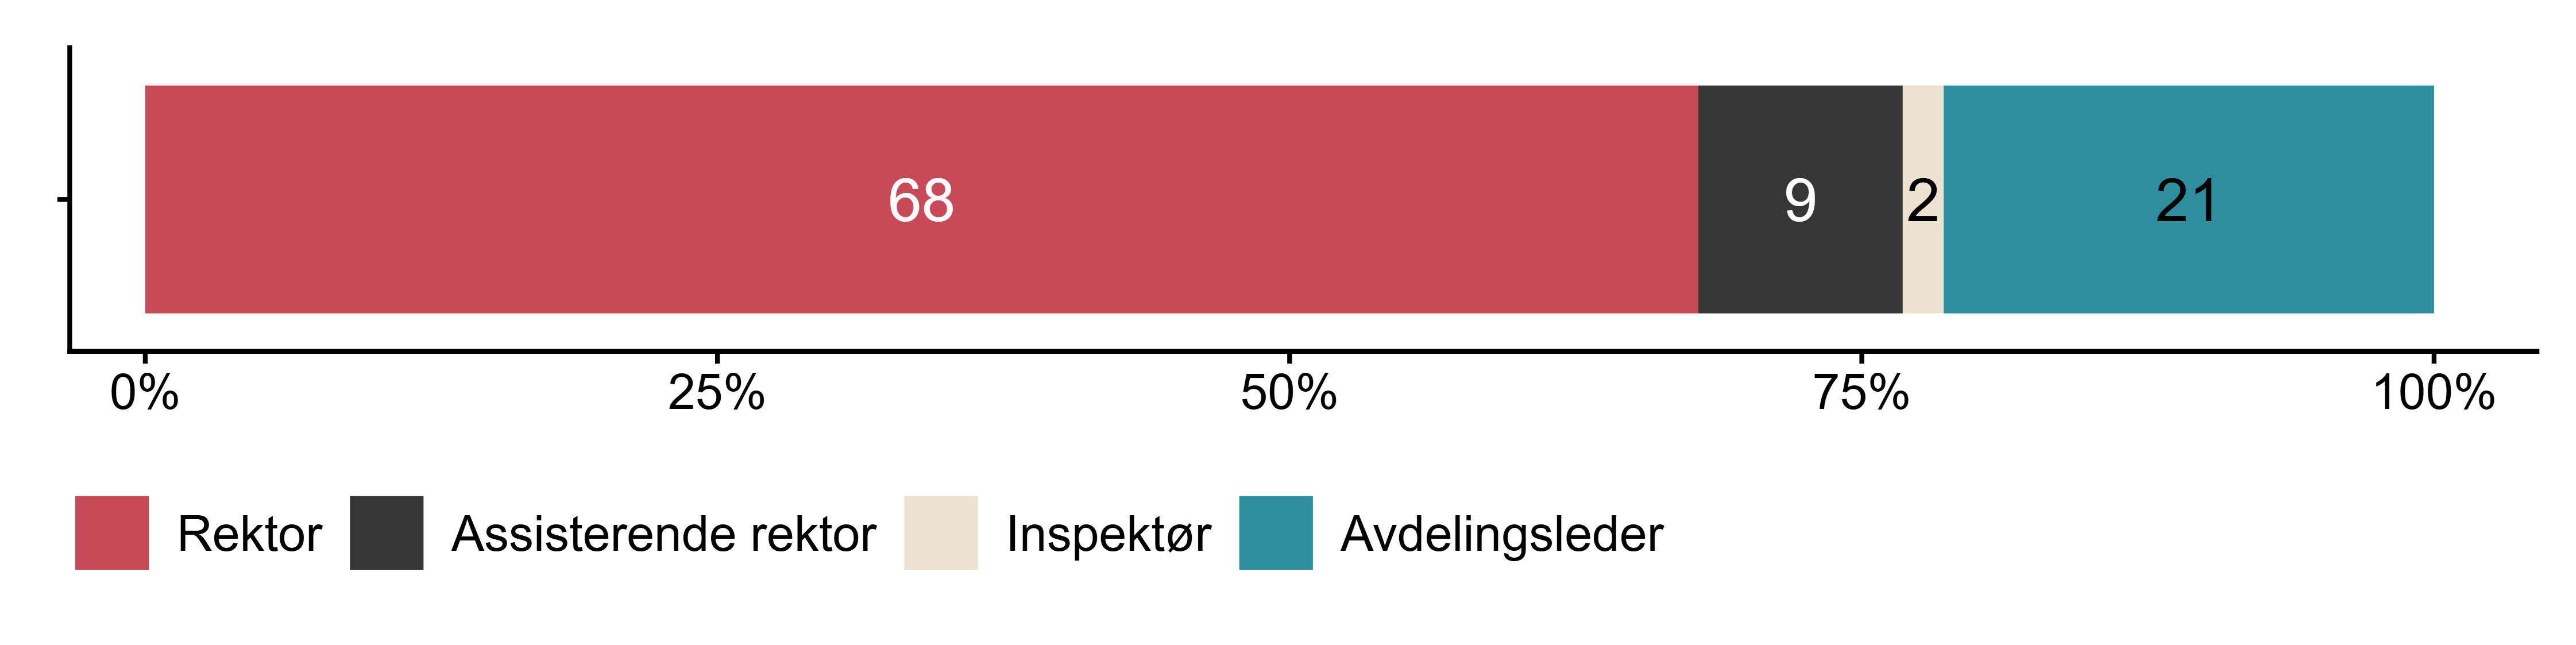 68 9 2 21
0% 25% 50% 75% 100%
Rektor Assisterende rektor Inspektør Avdelingsleder